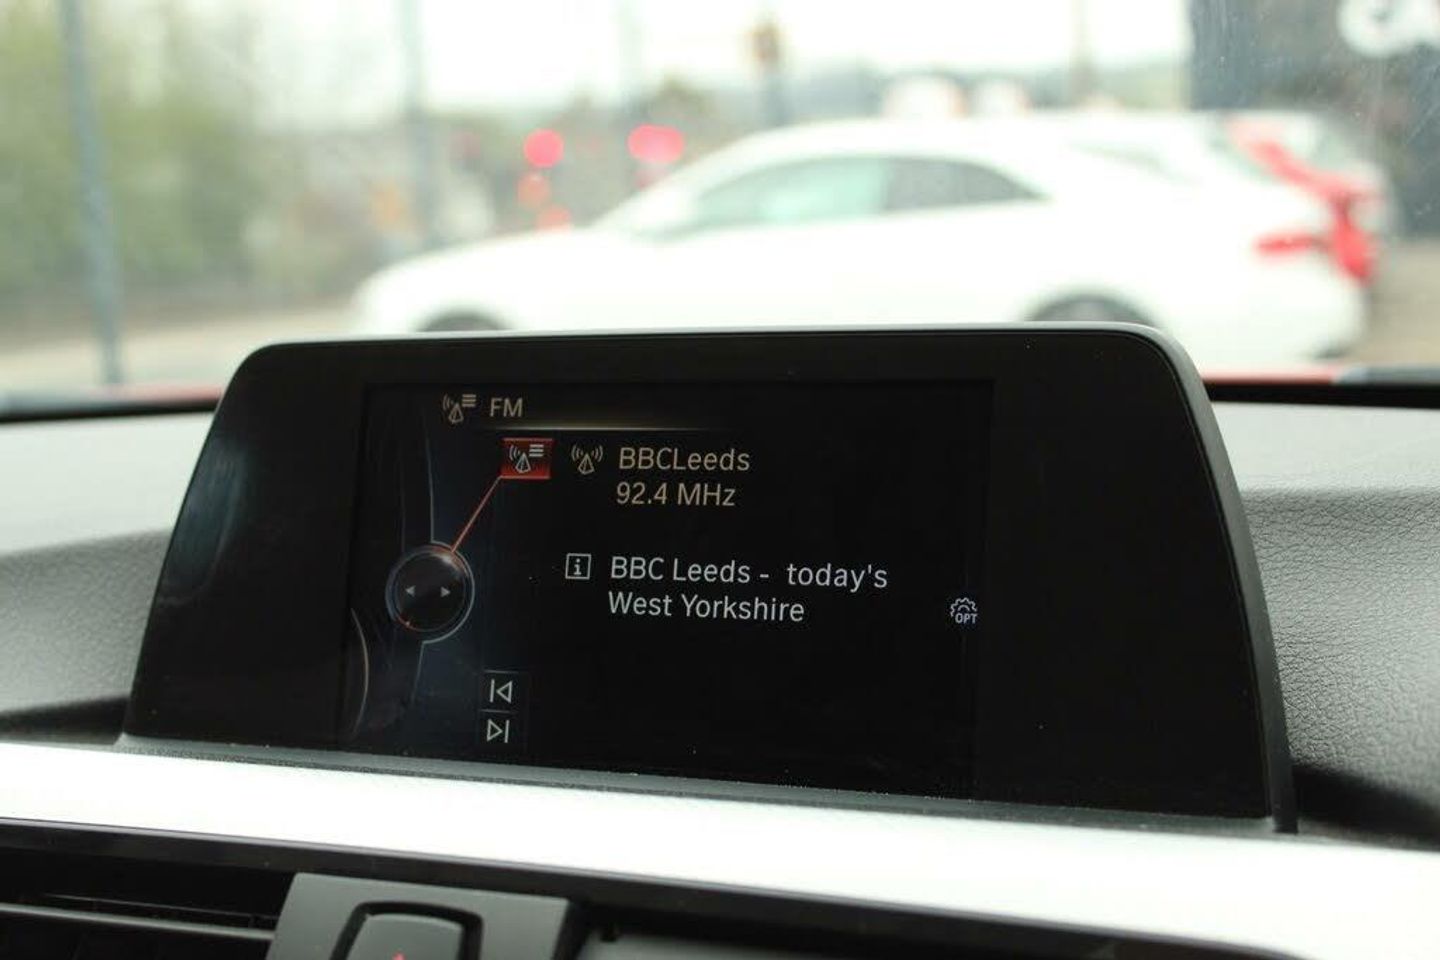 FM
BBCLeeds
92.4 MHz
BBC Leeds - today's
West Yorkshire
OPT